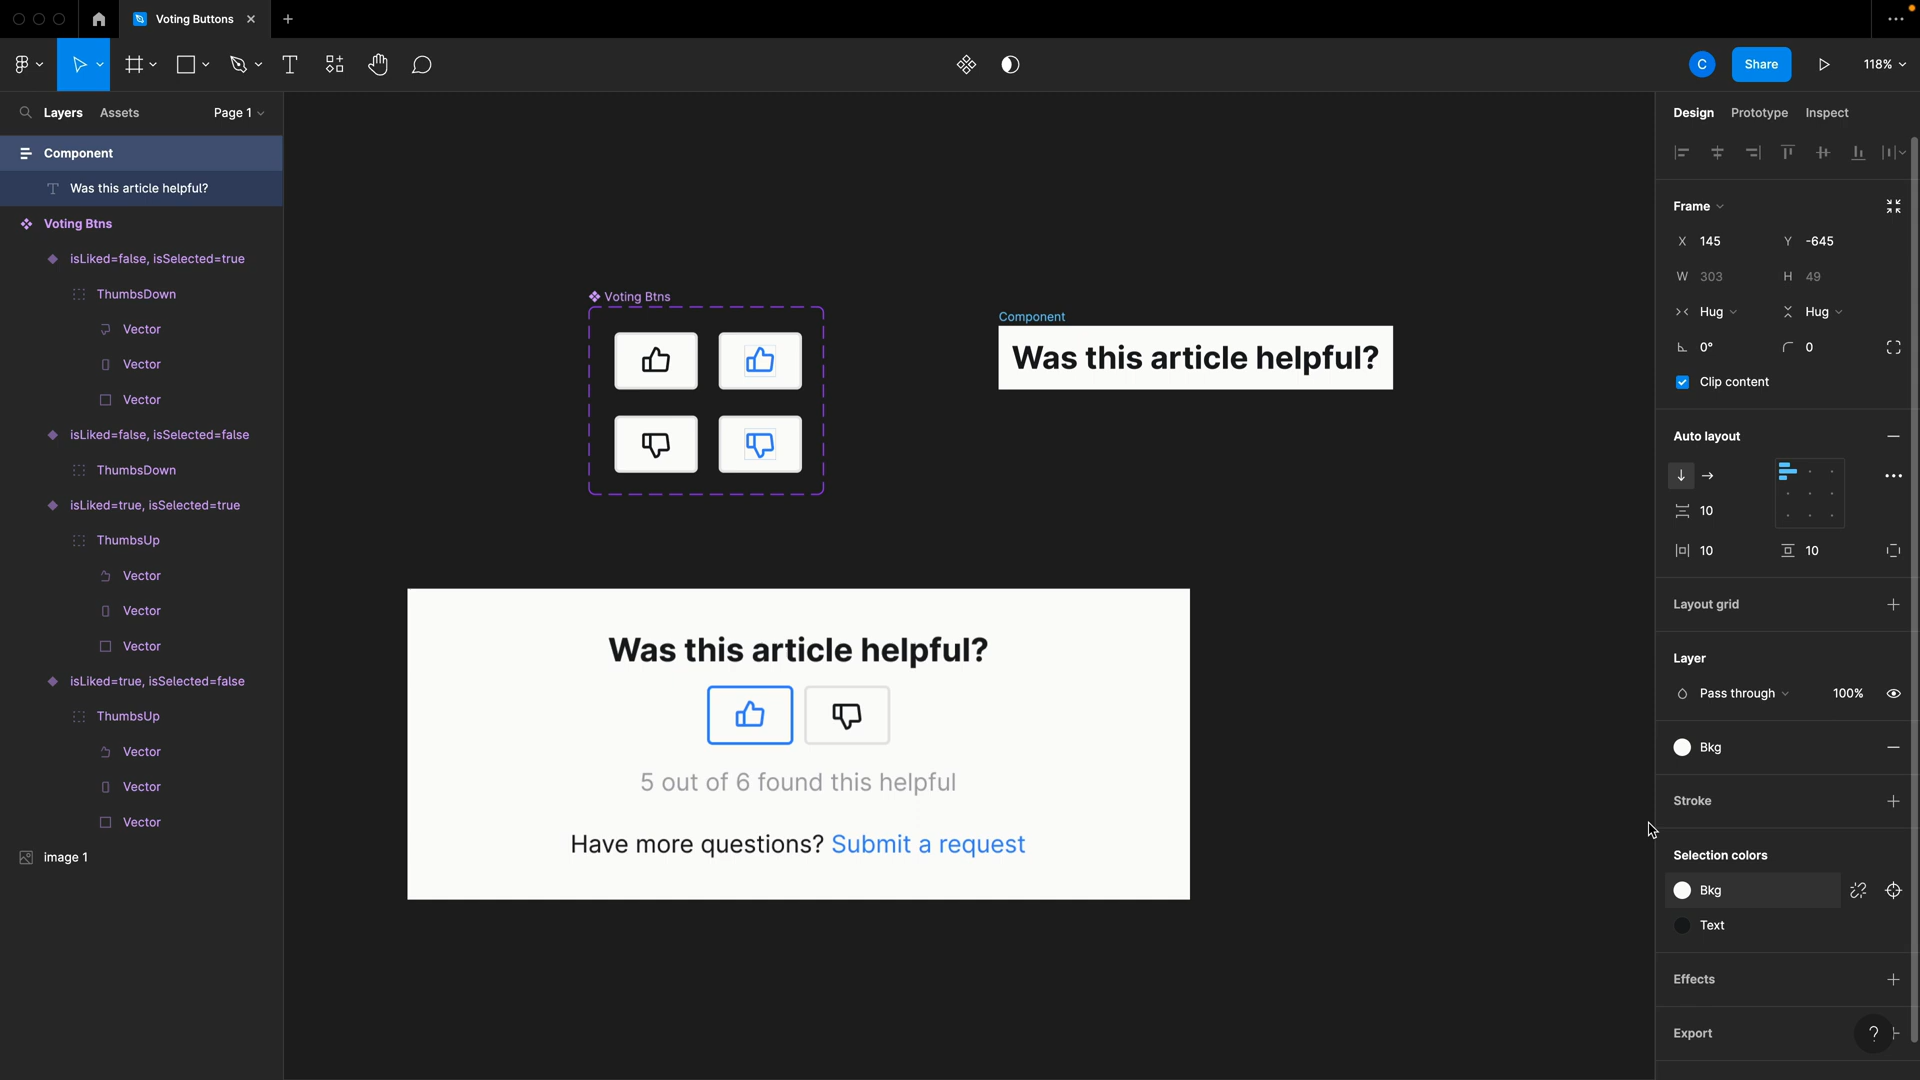 Voting Buttons
Share
118%
Layers
Assets
Page 1
Component
Was this article helpful?
Voting Btns
isLiked=false, isSelected=true
ThumbsDown
Vector
Vector
Vector
isLiked=false, isSelected=false
ThumbsDown
isLiked=true, isSelected=true
ThumbsUp
Vector
Vector
Vector
isLiked=true, isSelected=false
ThumbsUp
Vector
Vector
Vector
image 1
Voting Btns
Component
Was this article helpful?
Was this article helpful?
5 out of 6 found this helpful
Have more questions? Submit a request
C
Design
Prototype
Inspect
Frame
X 145
Y -645
W 303
H 49
Hug
Hug
0°
0
Clip content
Auto layout
10
10
10
Layout grid
Layer
Pass through
100%
Bkg
Stroke
Selection colors
Bkg
Text
Effects
Export
?